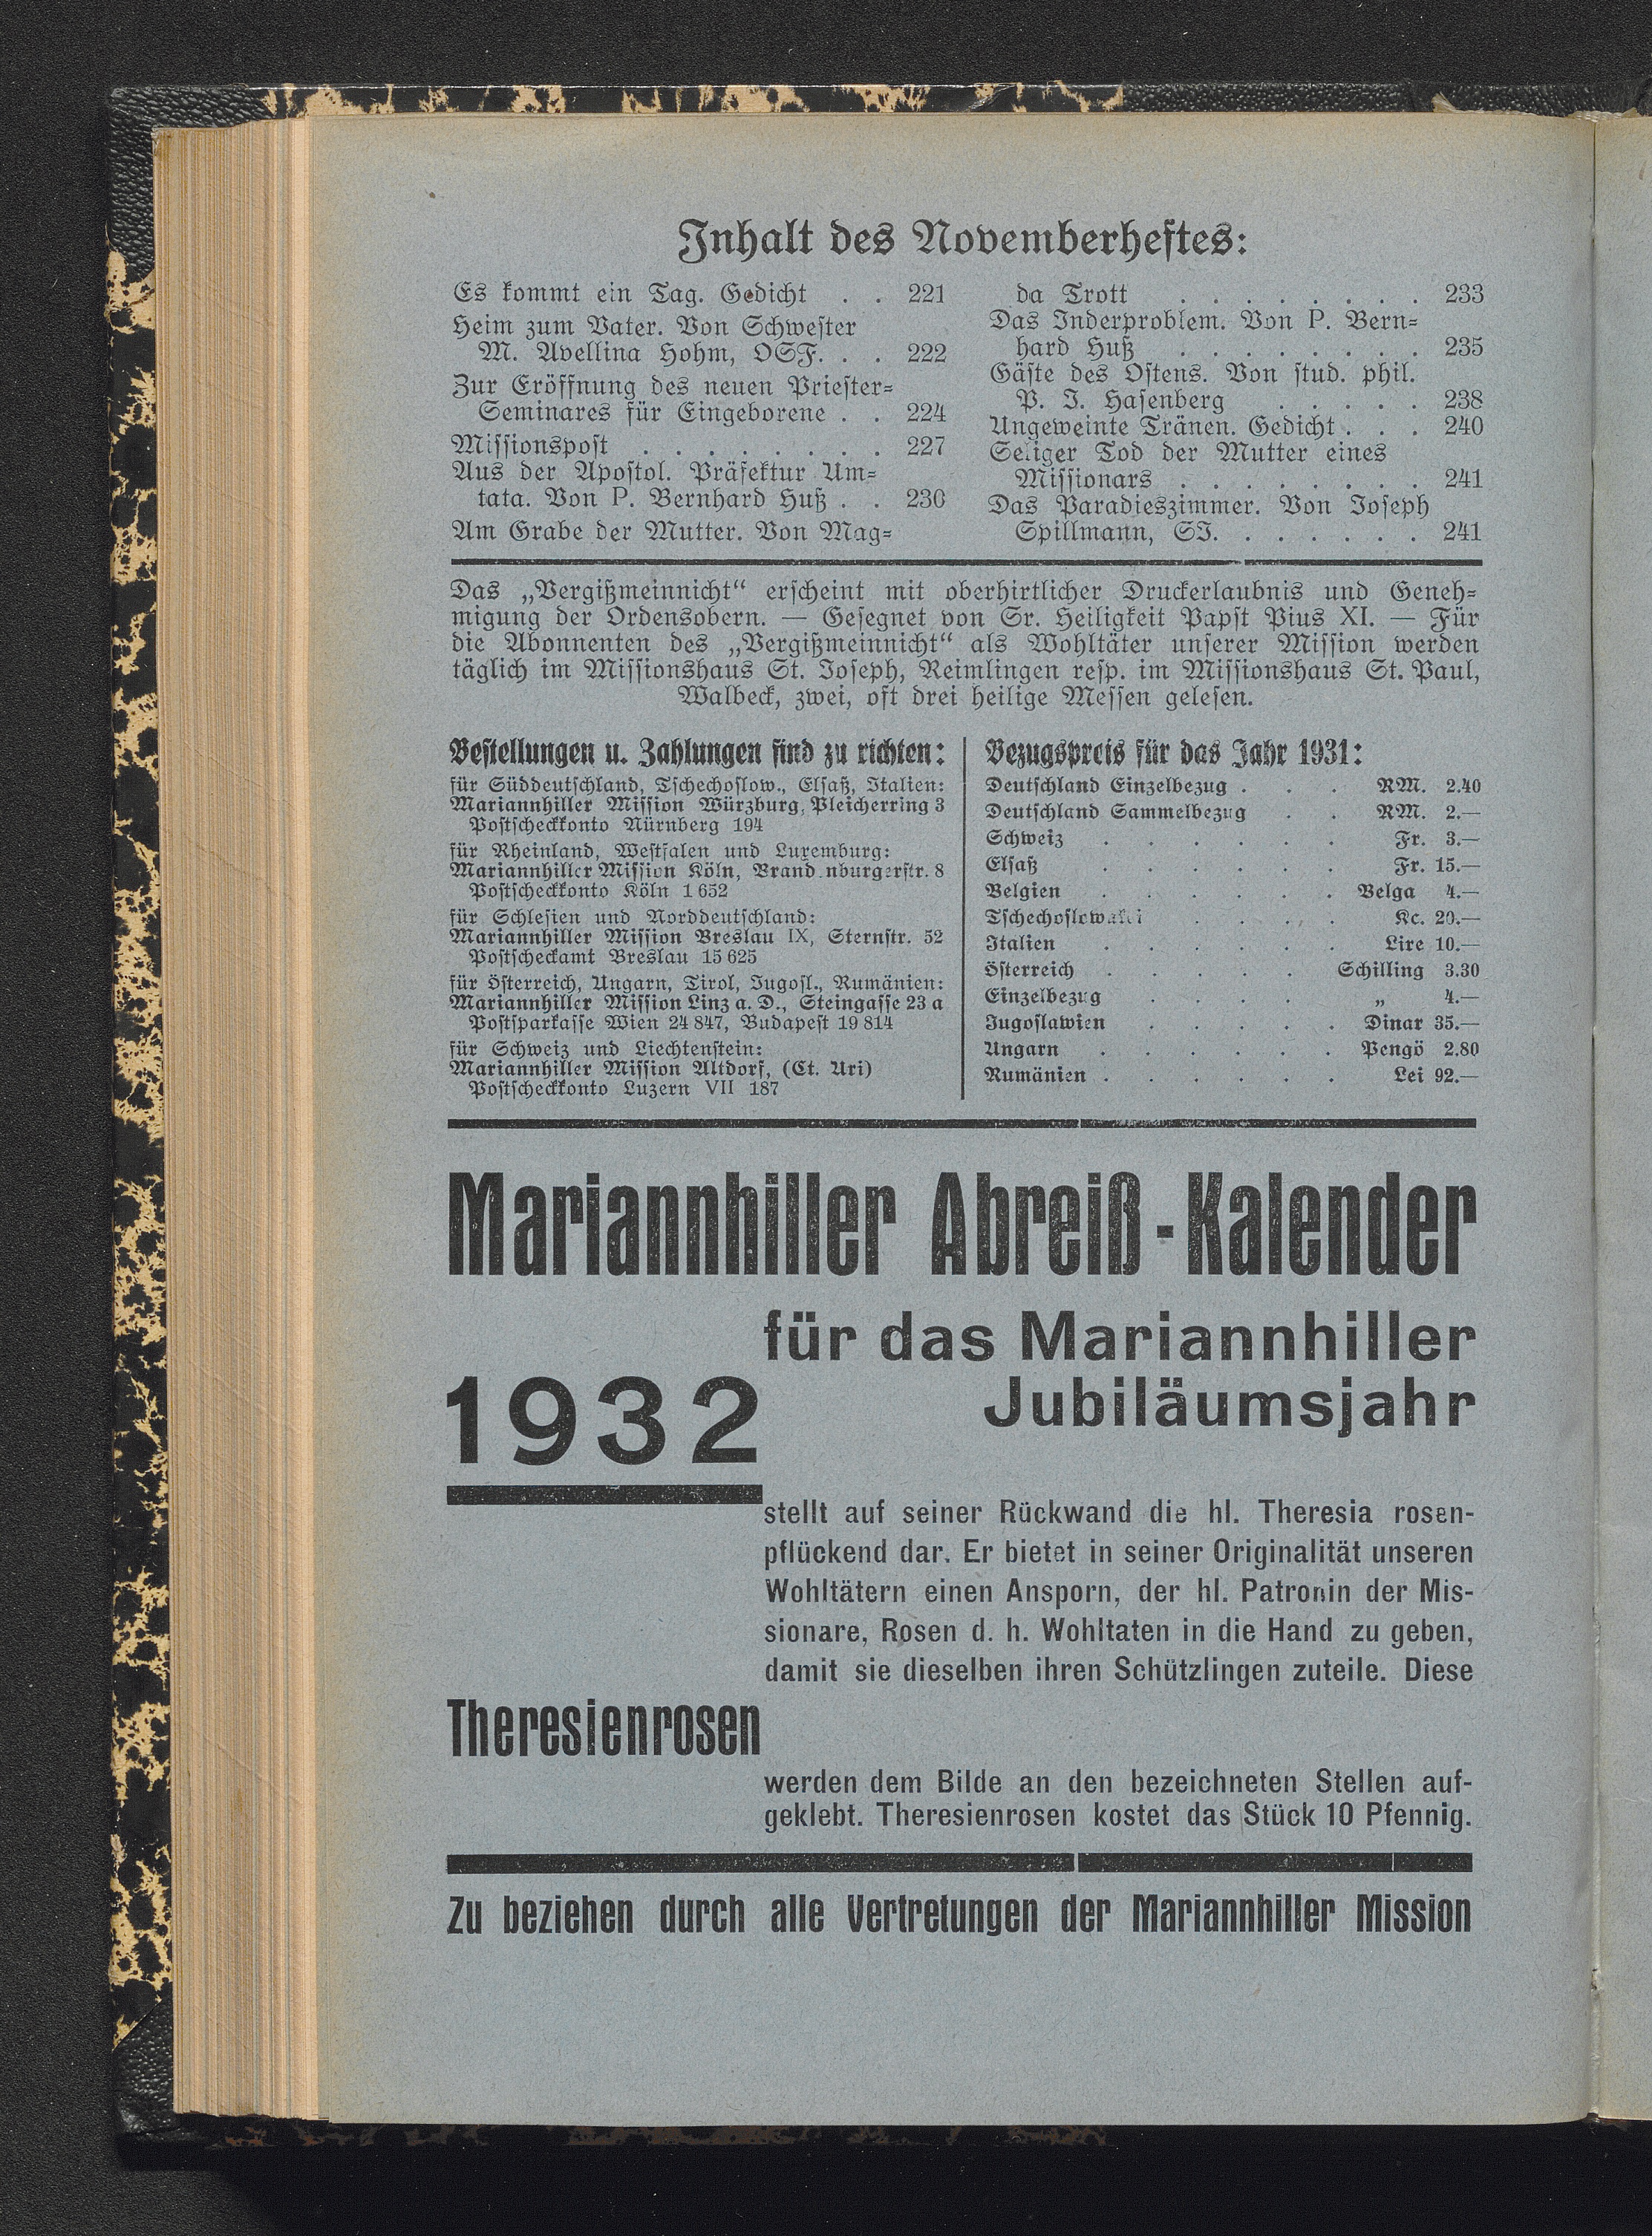 Inhalt des Novemberheftes:
Es kommt ein Tag. Gedicht . . 221
Heim zum Vater. Von Schwester
M. Avellina Hohm, OSF. . . 222
Zur Eröffnung des neuen Priester-
Seminares für Eingeborene . . 224
Missionspost . . . . . . . . 227
Aus der Apostol. Präfektur Um-
tata. Von P. Bernhard Huß . . 230
Am Grabe der Mutter. Von Mag-
da Trott . . . . . . . . 233
Das Inderproblem. Von P. Bern-
hard Huß . . . . . . . . 235
Gäste des Ostens. Von stud. phil.
P. J. Hasenberg . . . . . 238
Ungeweinte Tränen. Gedicht . . . 240
Seliger Tod der Mutter eines
Missionars . . . . . . . . 241
Das Paradieszimmer. Von Joseph
Spillmann, SJ. . . . . . . 241
Das „Vergißmeinnicht“ erscheint mit oberhirtlicher Druckerlaubnis und Geneh-
migung der Ordensobern. — Gesegnet von Sr. Heiligkeit Papst Pius XI. — Für
die Abonnenten des „Vergißmeinnicht“ als Wohltäter unserer Mission werden
täglich im Missionshaus St. Joseph, Reimlingen resp. im Missionshaus St. Paul,
Walbeck, zwei, oft drei heilige Messen gelesen.
Bestellungen u. Zahlungen sind zu richten:
für Süddeutschland, Tschechoslow., Elsaß, Italien:
Mariannhiller Mission Würzburg, Pleicherring 3
Postscheckkonto Nürnberg 194
für Rheinland, Westfalen und Luxemburg:
Mariannhiller Mission Köln, Brand nburgerstr. 8
Postscheckkonto Köln 1 652
für Schlesien und Norddeutschland:
Mariannhiller Mission Breslau IX, Sternstr. 52
Postscheckamt Breslau 15 625
für Österreich, Ungarn, Tirol, Jugosl., Rumänien:
Mariannhiller Mission Linz a. D., Steingasse 23 a
Postsparkasse Wien 24 847, Budapest 19 814
für Schweiz und Liechtenstein:
Mariannhiller Mission Altdorf, (Ct. Uri)
Postscheckkonto Luzern VII 187
Bezugspreis für das Jahr 1931:
Deutschland Einzelbezug . . . RM. 2.40
Deutschland Sammelbezug . . RM. 2.—
Schweiz . . . . . . Fr. 3.—
Elsaß . . . . . Fr. 15.—
Belgien . . . . . . Belga 4.—
Tschechoslowakei . . . . Kc. 20.—
Italien . . . . . . Lire 10.—
Österreich . . . . . Schilling 3.30
Einzelbezug . . . . „ 4.—
Jugoslawien . . . . . Dinar 35.—
Ungarn . . . . . . Pengö 2.80
Rumänien . . . . . . Lei 92.—
Mariannhiller Abreiß-Kalender
für das Mariannhiller
1932 Jubiläumsjahr
stellt auf seiner Rückwand die hl. Theresia rosen-
pflückend dar. Er bietet in seiner Originalität unseren
Wohltätern einen Ansporn, der hl. Patronin der Mis-
sionare, Rosen d. h. Wohltaten in die Hand zu geben,
damit sie dieselben ihren Schützlingen zuteile. Diese
Theresienrosen
werden dem Bilde an den bezeichneten Stellen auf-
geklebt. Theresienrosen kostet das Stück 10 Pfennig.
Zu beziehen durch alle Vertretungen der Mariannhiller Mission